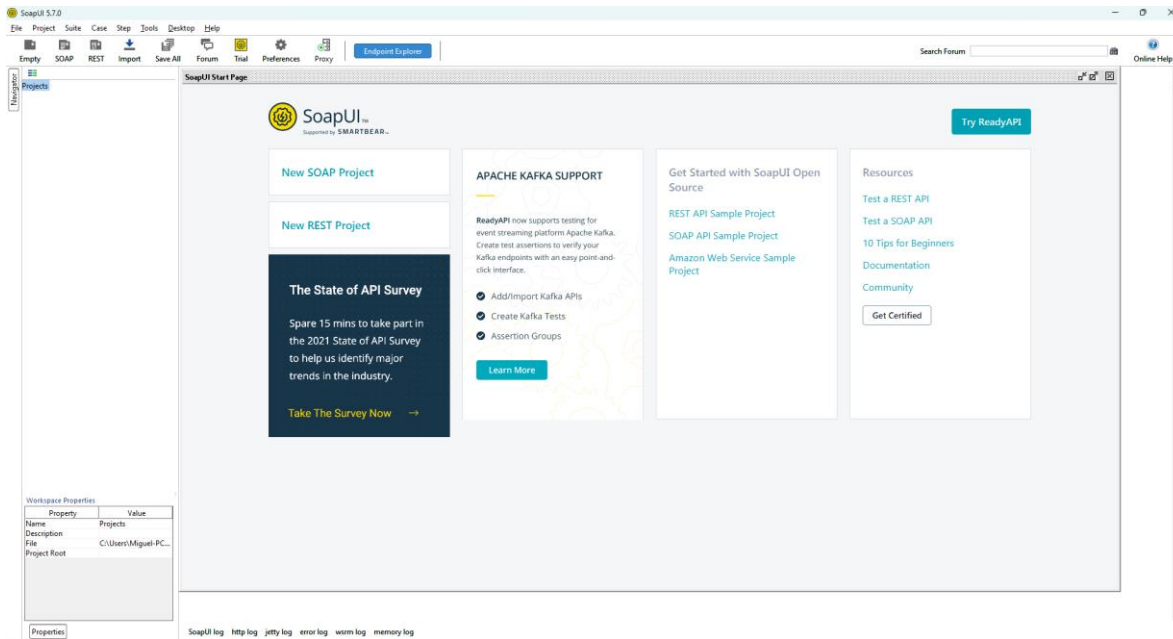 SoapUI 5.7.0
File Project Suite Case Step Tools Desktop Help
Empty SOAP REST Import Save All Forum Trial Preferences Proxy
Endpoint Explorer
Search Forum
Online Help
Navigator
Projects
SoapUI Start Page
SoapUI™
Supported by SMARTBEAR™
Try ReadyAPI
New SOAP Project
New REST Project
The State of API Survey
Spare 15 mins to take part in
the 2021 State of API Survey
to help us identify major
trends in the industry.
Take The Survey Now →
APACHE KAFKA SUPPORT
ReadyAPI now supports testing for
event streaming platform Apache Kafka.
Create test assertions to verify your
Kafka endpoints with an easy point-and-
click interface.
Add/Import Kafka APIs
Create Kafka Tests
Assertion Groups
Learn More
Get Started with SoapUI Open
Source
REST API Sample Project
SOAP API Sample Project
Amazon Web Service Sample
Project
Resources
Test a REST API
Test a SOAP API
10 Tips for Beginners
Documentation
Community
Get Certified
Workspace Properties
Property Value
Name Projects
Description
File C:\Users\Miguel-PC...
Project Root
Properties
SoapUI log http log jetty log error log wsrm log memory log